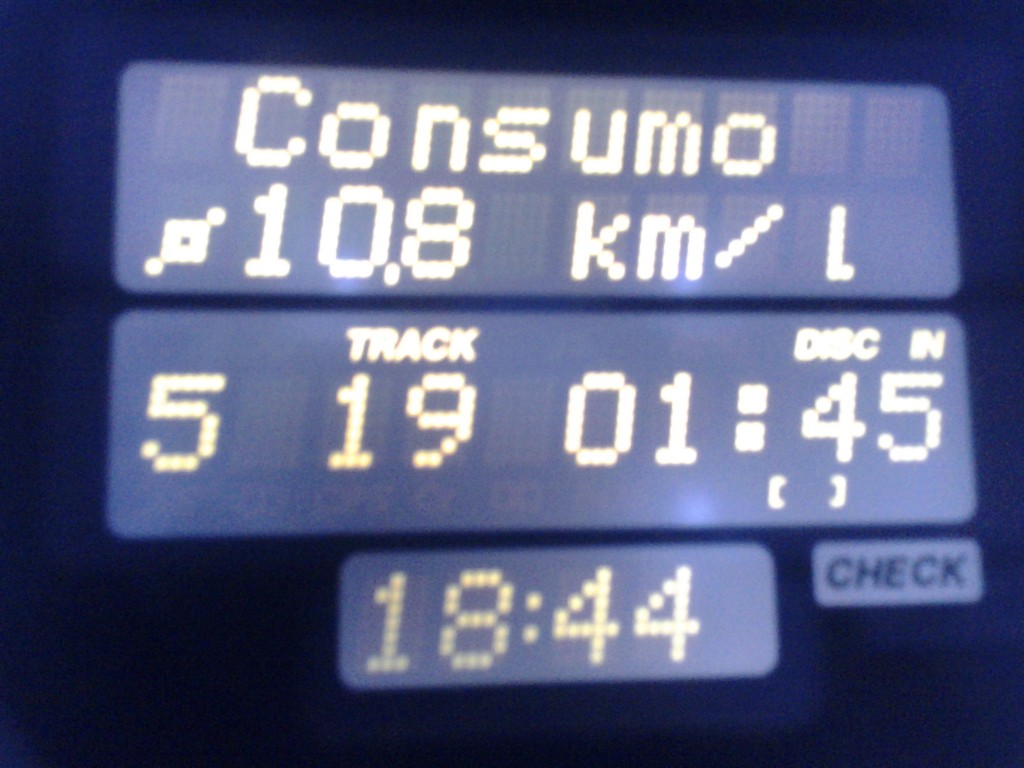 Consumo
⌀10,8 km/l
TRACK DISC IN
5 19 01:45
[ ]
18:44 CHECK